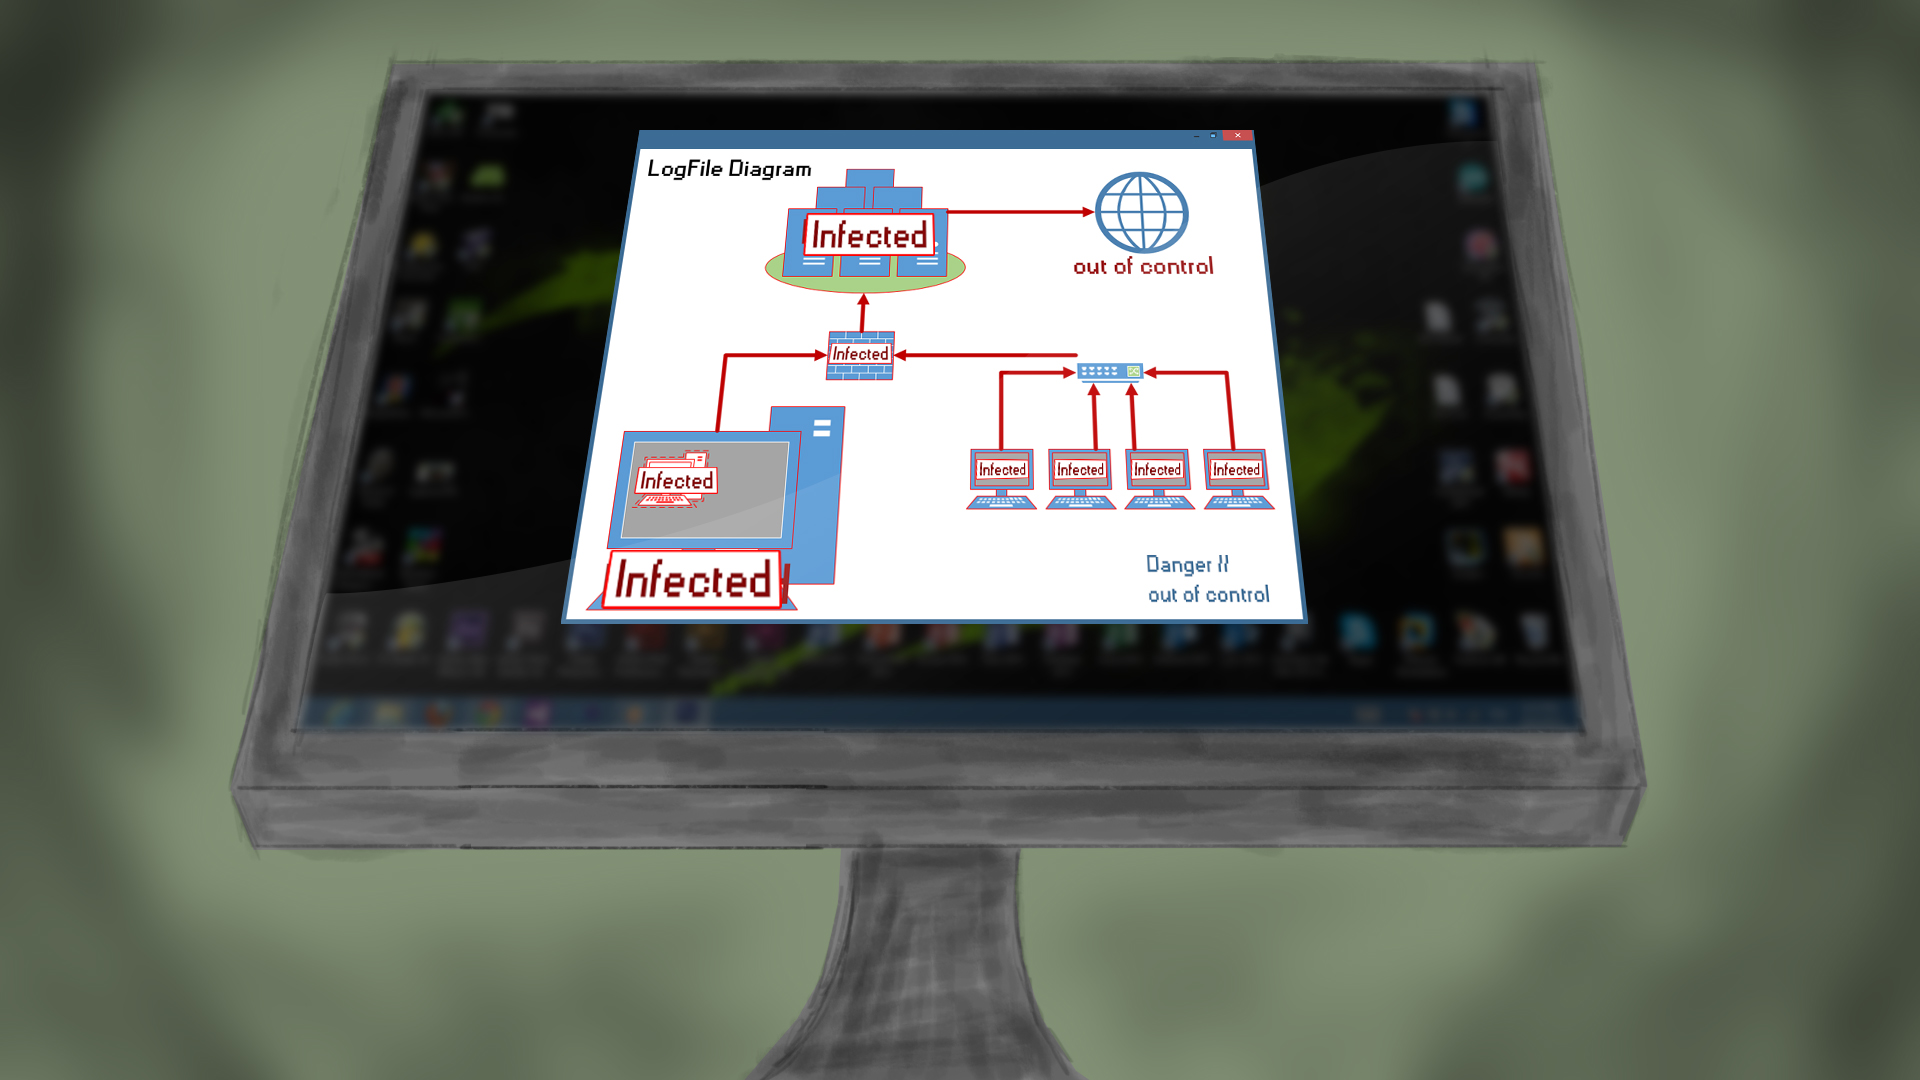 LogFile Diagram
Infected
out of control
Infected
Infected
Infected
Infected
Infected
Infected
Infected
Danger !!
out of control